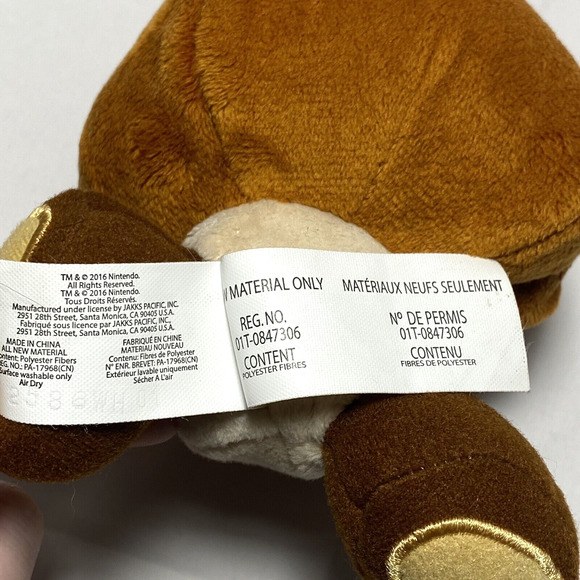 TM & © 2016 Nintendo.
All Rights Reserved.
TM & © 2016 Nintendo.
Tous Droits Réservés.
Manufactured under license by JAKKS PACIFIC, INC.
2951 28th Street, Santa Monica, CA 90405 U.S.A.
Fabriqué sous licence par JAKKS PACIFIC, INC.
2951 28th Street, Santa Monica, CA 90405 U.S.A.
MADE IN CHINA
ALL NEW MATERIAL
ontent: Polyester Fibers
REG.NO.: PA-17968(CN)
urface washable only
Air Dry
FABRIQUÉ EN CHINE
MATERIAU NOUVEAU
Contenu: Fibres de Polyester
N° ENR. BREVET: PA-17968(CN)
Extérieur lavable uniquement
Sécher A L'air
MATERIAL ONLY
REG. NO.
01T-0847306
CONTENT
POLYESTER FIBRES
MATÉRIAUX NEUFS SEULEMENT
Nº DE PERMIS
01T-0847306
CONTENU
FIBRES DE POLYESTER